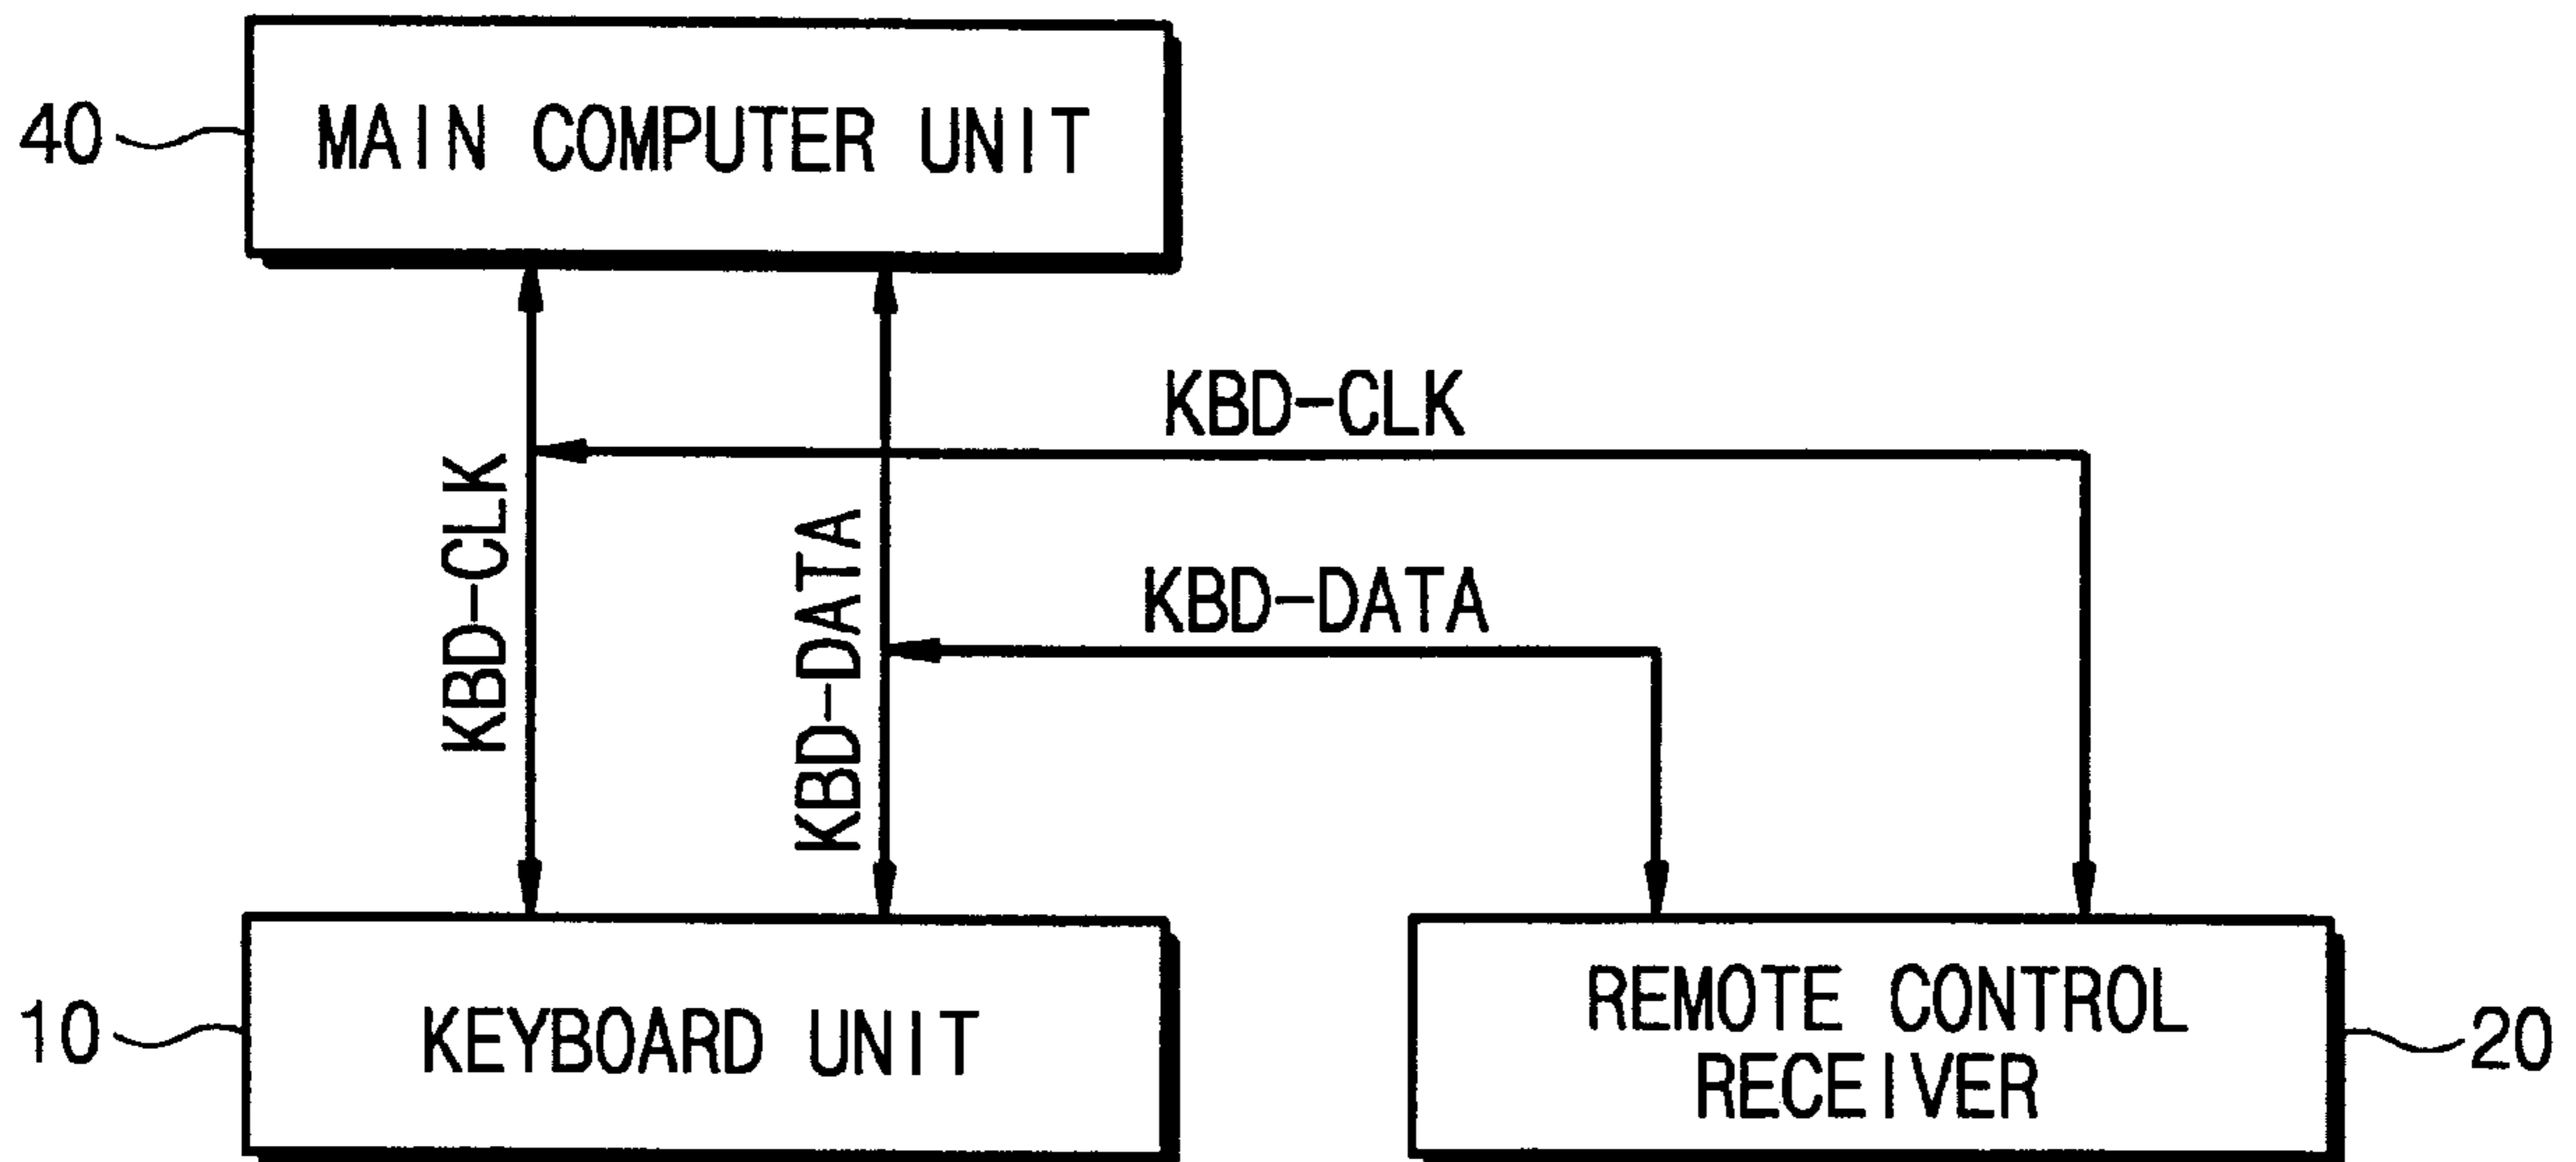 40
MAIN COMPUTER UNIT
KBD-CLK
KBD-CLK
KBD-DATA
KBD-DATA
10
KEYBOARD UNIT
REMOTE CONTROL
RECEIVER
20